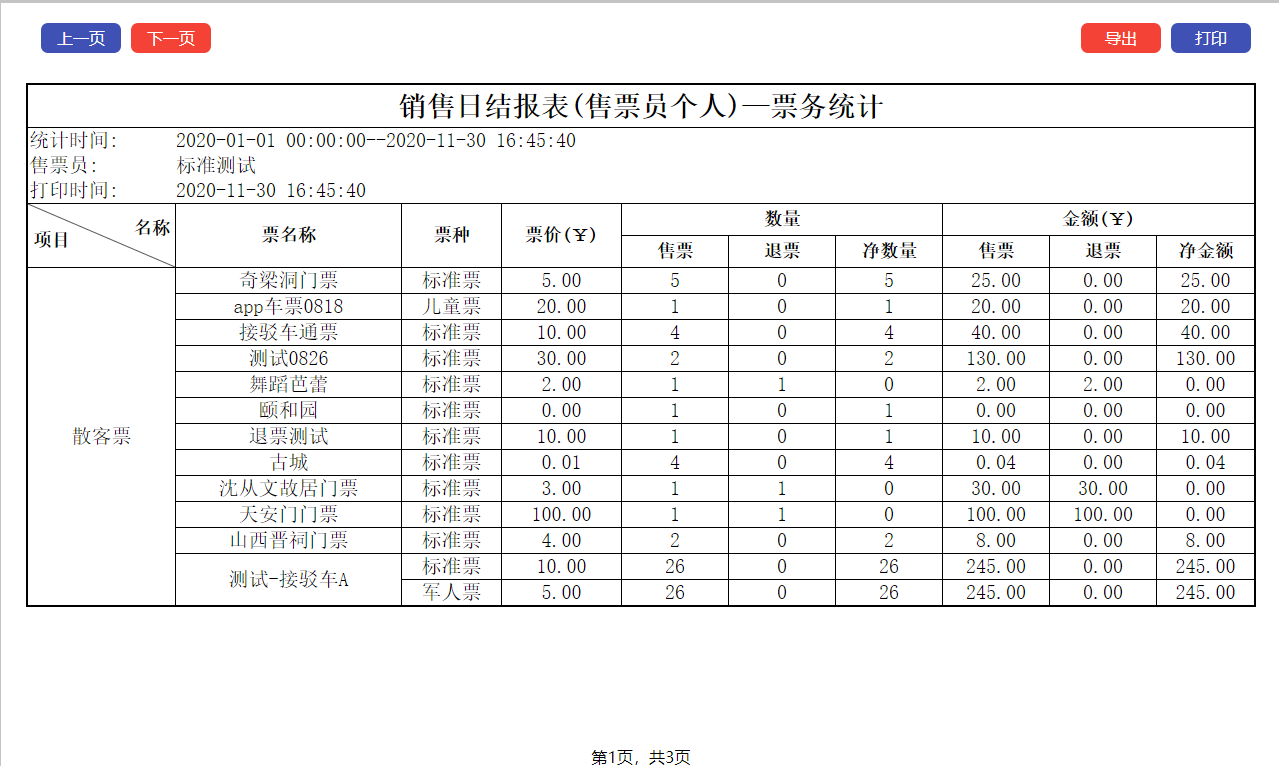 上一页 下一页 导出 打印
销售日结报表(售票员个人)—票务统计
统计时间: 2020-01-01 00:00:00--2020-11-30 16:45:40
售票员: 标准测试
打印时间: 2020-11-30 16:45:40
名称 项目 票名称 票种 票价(¥) 数量 金额(¥)
售票 退票 净数量 售票 退票 净金额
散客票
奇梁洞门票 标准票 5.00 5 0 5 25.00 0.00 25.00
app车票0818 儿童票 20.00 1 0 1 20.00 0.00 20.00
接驳车通票 标准票 10.00 4 0 4 40.00 0.00 40.00
测试0826 标准票 30.00 2 0 2 130.00 0.00 130.00
舞蹈芭蕾 标准票 2.00 1 1 0 2.00 2.00 0.00
颐和园 标准票 0.00 1 0 1 0.00 0.00 0.00
退票测试 标准票 10.00 1 0 1 10.00 0.00 10.00
古城 标准票 0.01 4 0 4 0.04 0.00 0.04
沈从文故居门票 标准票 3.00 1 1 0 30.00 30.00 0.00
天安门门票 标准票 100.00 1 1 0 100.00 100.00 0.00
山西晋祠门票 标准票 4.00 2 0 2 8.00 0.00 8.00
测试-接驳车A 标准票 10.00 26 0 26 245.00 0.00 245.00
军人票 5.00 26 0 26 245.00 0.00 245.00
第1页，共3页